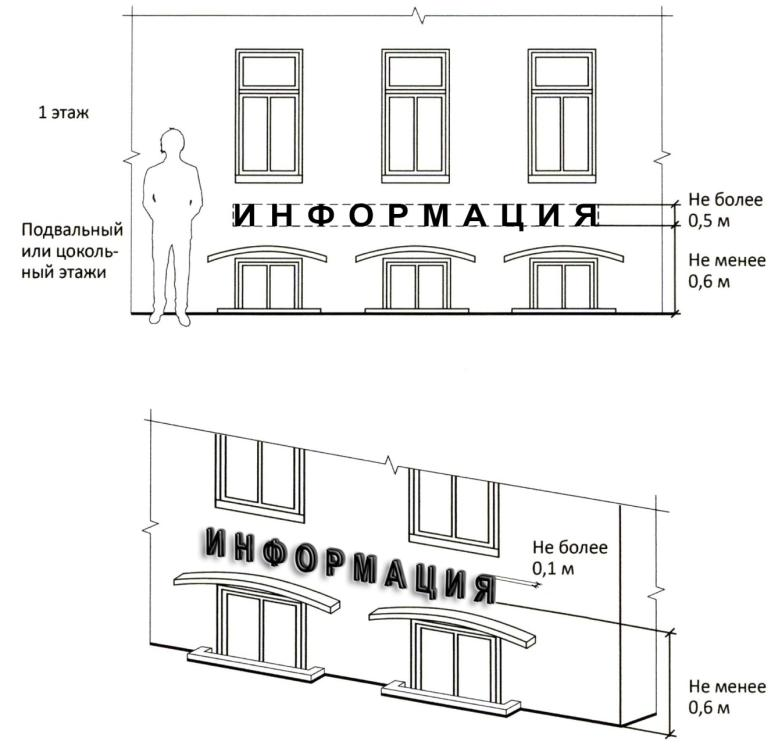 1 этаж
Не более
0,5 м
ИНФОРМАЦИЯ
Подвальный
или цоколь-
ный этажи
Не менее
0,6 м
ИНФОРМАЦИЯ
Не более
0,1 м
Не менее
0,6 м